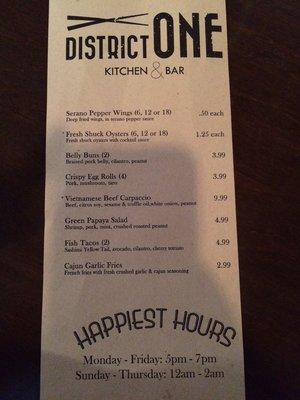 DISTRICT ONE
KITCHEN & BAR
Serano Pepper Wings (6, 12 or 18) .50 each
Deep fried wings, in serano pepper sauce
*Fresh Shuck Oysters (6, 12 or 18) 1.25 each
Fresh shuck oysters with cocktail sauce
Belly Buns (2) 3.99
Braised pork belly, cilantro, peanut
Crispy Egg Rolls (4) 3.99
Pork, mushroom, taro
*Vietnamese Beef Carpaccio 9.99
Beef, citrus soy, sesame & truffle oil,white onion, peanut
Green Papaya Salad 4.99
Shrimp, pork, mint, crushed roasted peanut
Fish Tacos (2) 4.99
Sashimi Yellow Tail, avocado, cilantro, cherry tomato
Cajun Garlic Fries 2.99
French fries with fresh crushed garlic & cajun seasoning
HAPPIEST HOURS
Monday - Friday: 5pm - 7pm
Sunday - Thursday: 12am - 2am